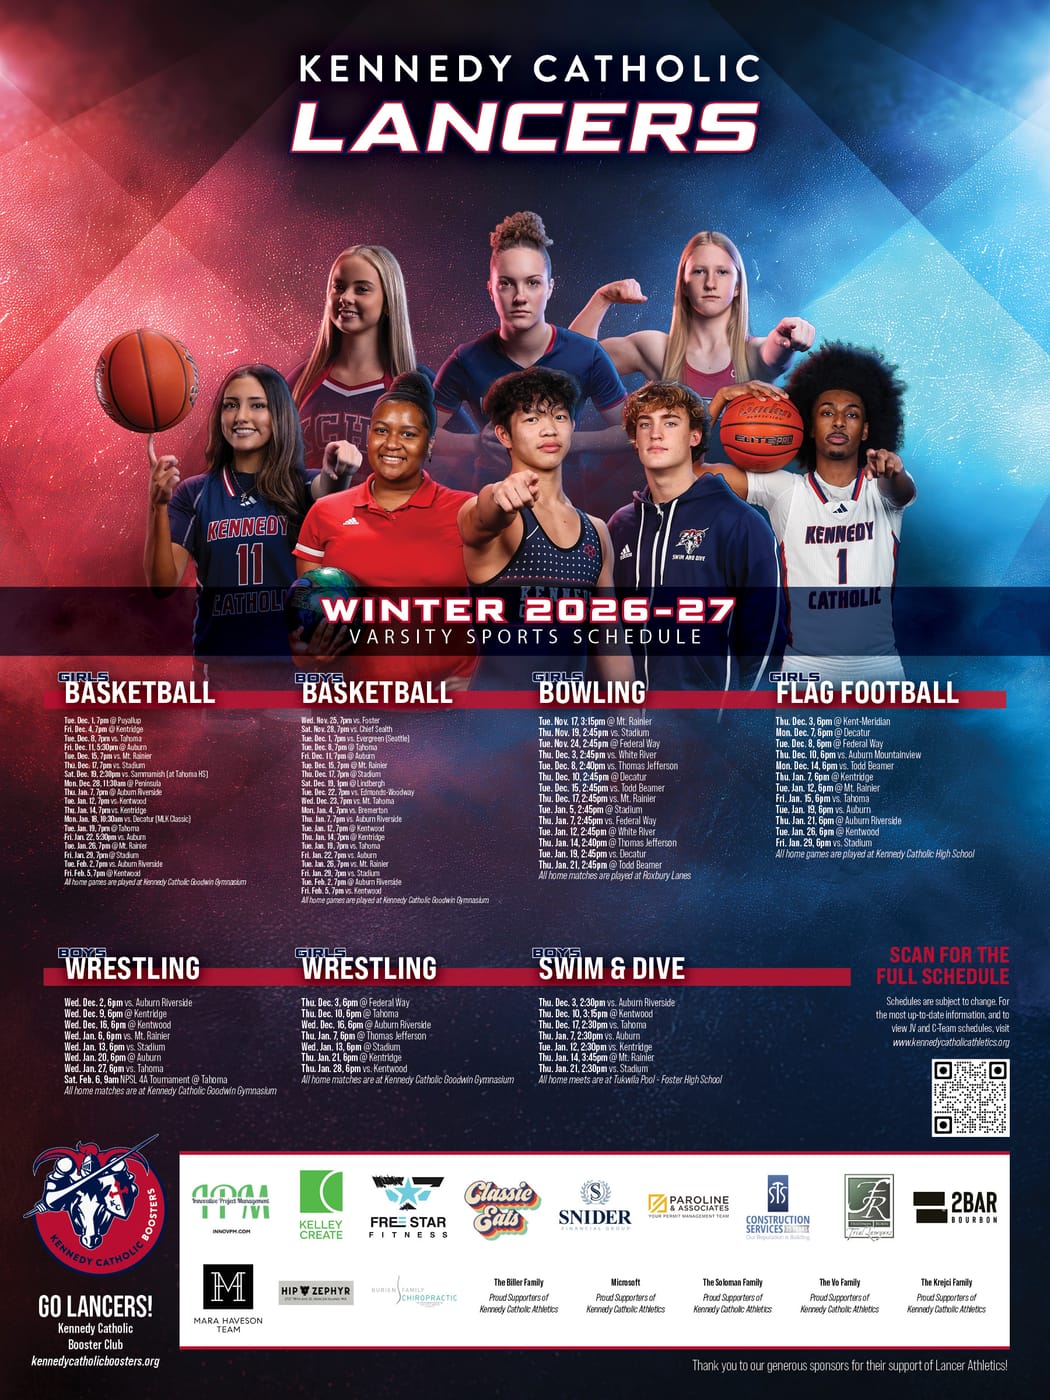 KENNEDY CATHOLIC
LANCERS
KENNEDY
11
CATHOLIC
SWIM AND DIVE
ELITE PRO
KENNEDY
1
CATHOLIC
WINTER 2026-27
VARSITY SPORTS SCHEDULE
GIRLS
BASKETBALL
Tue. Dec. 1, 7pm @ Puyallup
Fri. Dec. 4, 7pm @ Kentridge
Tue. Dec. 8, 7pm vs. Tahoma
Fri. Dec. 11, 5:30pm @ Auburn
Tue. Dec. 15, 7pm vs. Mt. Rainier
Thu. Dec. 17, 7pm vs. Stadium
Sat. Dec. 19, 2:30pm vs. Sammamish (at Tahoma HS)
Mon. Dec. 28, 11:30am @ Peninsula
Thu. Jan. 7, 7pm @ Auburn Riverside
Tue. Jan. 12, 7pm vs. Kentwood
Thu. Jan. 14, 7pm vs. Kentridge
Mon. Jan. 18, 10:30am vs. Decatur (MLK Classic)
Tue. Jan. 19, 7pm @ Tahoma
Fri. Jan. 22, 5:30pm vs. Auburn
Tue. Jan. 26, 7pm @ Mt. Rainier
Fri. Jan. 29, 7pm @ Stadium
Tue. Feb. 2, 7pm vs. Auburn Riverside
Fri. Feb. 5, 7pm @ Kentwood
All home games are played at Kennedy Catholic Goodwin Gymnasium
BOYS
BASKETBALL
Wed. Nov. 25, 7pm vs. Foster
Sat. Nov. 28, 7pm vs. Chief Sealth
Tue. Dec. 1, 7pm vs. Evergreen (Seattle)
Tue. Dec. 8, 7pm @ Tahoma
Fri. Dec. 11, 7pm @ Auburn
Tue. Dec. 15, 7pm @ Mt. Rainier
Thu. Dec. 17, 7pm @ Stadium
Sat. Dec. 19, 1pm @ Lindbergh
Tue. Dec. 22, 7pm vs. Edmonds-Woodway
Wed. Dec. 23, 7pm vs. Mt. Tahoma
Mon. Jan. 4, 7pm vs. Bremerton
Thu. Jan. 7, 7pm vs. Auburn Riverside
Tue. Jan. 12, 7pm @ Kentwood
Thu. Jan. 14, 7pm @ Kentridge
Tue. Jan. 19, 7pm vs. Tahoma
Fri. Jan. 22, 7pm vs. Auburn
Tue. Jan. 26, 7pm vs. Mt. Rainier
Fri. Jan. 29, 7pm vs. Stadium
Tue. Feb. 2, 7pm @ Auburn Riverside
Fri. Feb. 5, 7pm vs. Kentwood
All home games are played at Kennedy Catholic Goodwin Gymnasium
GIRLS
BOWLING
Tue. Nov. 17, 3:15pm @ Mt. Rainier
Thu. Nov. 19, 2:45pm vs. Stadium
Tue. Nov. 24, 2:45pm @ Federal Way
Thu. Dec. 3, 2:45pm vs. White River
Tue. Dec. 8, 2:40pm vs. Thomas Jefferson
Thu. Dec. 10, 2:45pm @ Decatur
Tue. Dec. 15, 2:45pm vs. Todd Beamer
Thu. Dec. 17, 2:45pm vs. Mt. Rainier
Tue. Jan. 5, 2:45pm @ Stadium
Thu. Jan. 7, 2:45pm vs. Federal Way
Tue. Jan. 12, 2:45pm @ White River
Thu. Jan. 14, 2:40pm @ Thomas Jefferson
Tue. Jan. 19, 2:45pm vs. Decatur
Thu. Jan. 21, 2:45pm @ Todd Beamer
All home matches are played at Roxbury Lanes
GIRLS
FLAG FOOTBALL
Thu. Dec. 3, 6pm @ Kent-Meridian
Mon. Dec. 7, 6pm @ Decatur
Tue. Dec. 8, 6pm @ Federal Way
Thu. Dec. 10, 6pm vs. Auburn Mountainview
Mon. Dec. 14, 6pm vs. Todd Beamer
Thu. Jan. 7, 6pm @ Kentridge
Tue. Jan. 12, 6pm @ Mt. Rainier
Fri. Jan. 15, 6pm vs. Tahoma
Tue. Jan. 19, 6pm vs. Auburn
Thu. Jan. 21, 6pm @ Auburn Riverside
Tue. Jan. 26, 6pm @ Kentwood
Fri. Jan. 29, 6pm vs. Stadium
All home games are played at Kennedy Catholic High School
BOYS
WRESTLING
Wed. Dec. 2, 6pm vs. Auburn Riverside
Wed. Dec. 9, 6pm @ Kentridge
Wed. Dec. 16, 6pm @ Kentwood
Wed. Jan. 6, 6pm vs. Mt. Rainier
Wed. Jan. 13, 6pm vs. Stadium
Wed. Jan. 20, 6pm @ Auburn
Wed. Jan. 27, 6pm vs. Tahoma
Sat. Feb. 6, 9am NPSL 4A Tournament @ Tahoma
All home matches are at Kennedy Catholic Goodwin Gymnasium
GIRLS
WRESTLING
Thu. Dec. 3, 6pm @ Federal Way
Thu. Dec. 10, 6pm @ Tahoma
Wed. Dec. 16, 6pm @ Auburn Riverside
Thu. Jan. 7, 6pm @ Thomas Jefferson
Wed. Jan. 13, 6pm @ Stadium
Thu. Jan. 21, 6pm @ Kentridge
Thu. Jan. 28, 6pm vs. Kentwood
All home matches are at Kennedy Catholic Goodwin Gymnasium
BOYS
SWIM & DIVE
Thu. Dec. 3, 2:30pm vs. Auburn Riverside
Thu. Dec. 10, 3:15pm @ Kentwood
Thu. Dec. 17, 2:30pm vs. Tahoma
Thu. Jan. 7, 2:30pm vs. Auburn
Tue. Jan. 12, 2:30pm vs. Kentridge
Thu. Jan. 14, 3:45pm @ Mt. Rainier
Thu. Jan. 21, 2:30pm vs. Stadium
All home meets are at Tukwila Pool - Foster High School
SCAN FOR THE
FULL SCHEDULE
Schedules are subject to change. For
the most up-to-date information, and to
view JV and C-Team schedules, visit
www.kennedycatholicathletics.org
KENNEDY CATHOLIC BOOSTERS
GO LANCERS!
Kennedy Catholic
Booster Club
kennedycatholicboosters.org
IPM
Innovative Project Management
INNOVPM.COM
KELLEY
CREATE
FREE STAR
FITNESS
Classic
Eats
SNIDER
FINANCIAL GROUP
PAROLINE
& ASSOCIATES
YOUR PERMIT MANAGEMENT TEAM
STS
CONSTRUCTION
SERVICES
Our Reputation is Building
FR
2BAR
BOURBON
M
MARA HAVESON
TEAM
HIP ZEPHYR
BURIEN FAMILY
CHIROPRACTIC
The Biller Family
Proud Supporters of
Kennedy Catholic Athletics
Microsoft
Proud Supporters of
Kennedy Catholic Athletics
The Soloman Family
Proud Supporters of
Kennedy Catholic Athletics
The Vo Family
Proud Supporters of
Kennedy Catholic Athletics
The Krejci Family
Proud Supporters of
Kennedy Catholic Athletics
Thank you to our generous sponsors for their support of Lancer Athletics!